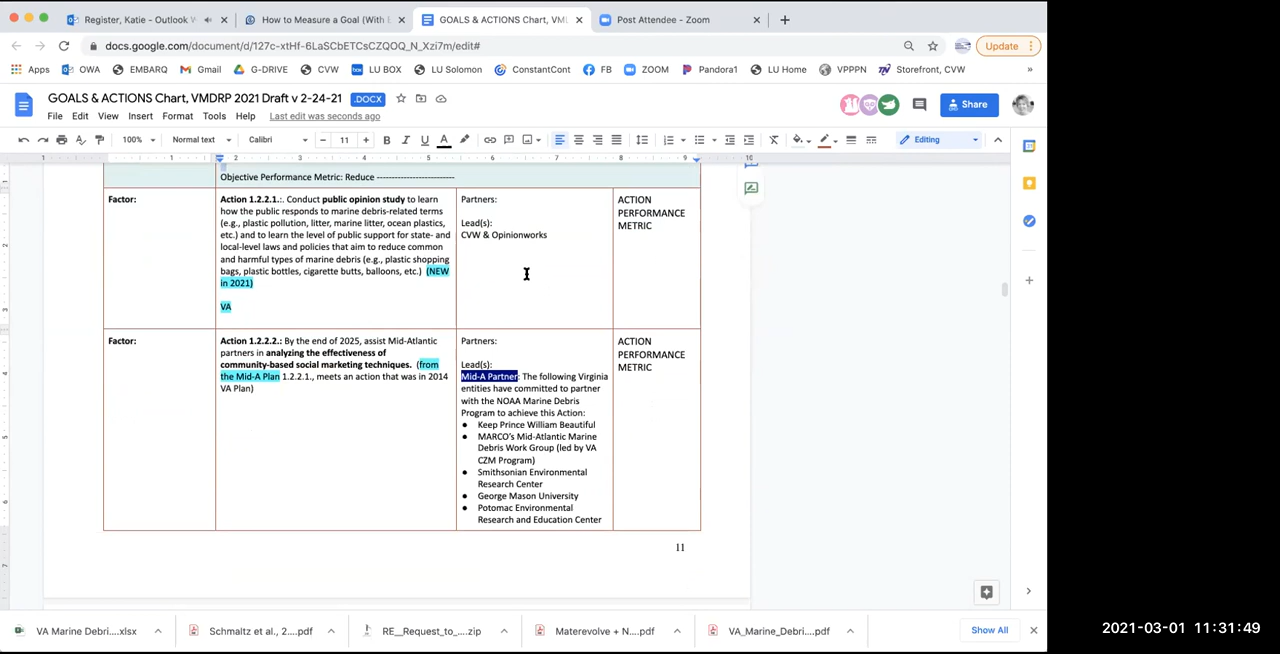 Register, Katie - Outlook
How to Measure a Goal (With
GOALS & ACTIONS Chart, VM
Post Attendee - Zoom
docs.google.com/document/d/127c-xtHf-6LaSCbETCsCZQOQ_N_Xzi7m/edit#
Update
Apps OWA CHARACTERS EMBARQ Gmail G-DRIVE CVW LU BOX LU Solomon ConstantCont FB ZOOM Pandora1 LU Home VPPPN Storefront, CVW »
GOALS & ACTIONS Chart, VMDRP 2021 Draft v 2-24-21 .DOCX
File Edit View Insert Format Tools Help Last edit was seconds ago
Share
100% Normal text Calibri 11 B I U A Editing
1 1 2 3 4 5 6 7 8 9 10
Objective Performance Metric: Reduce --------------------------
Factor:
Action 1.2.2.1.:. Conduct public opinion study to learn
how the public responds to marine debris-related terms
(e.g., plastic pollution, litter, marine litter, ocean plastics,
etc.) and to learn the level of public support for state- and
local-level laws and policies that aim to reduce common
and harmful types of marine debris (e.g., plastic shopping
bags, plastic bottles, cigarette butts, balloons, etc.) (NEW
in 2021)
VA
Partners:
Lead(s):
CVW & Opinionworks
ACTION
PERFORMANCE
METRIC
Factor:
Action 1.2.2.2.: By the end of 2025, assist Mid-Atlantic
partners in analyzing the effectiveness of
community-based social marketing techniques. (from
the Mid-A Plan 1.2.2.1., meets an action that was in 2014
VA Plan)
Partners:
Lead(s):
Mid-A Partner: The following Virginia
entities have committed to partner
with the NOAA Marine Debris
Program to achieve this Action:
● Keep Prince William Beautiful
● MARCO's Mid-Atlantic Marine
Debris Work Group (led by VA
CZM Program)
● Smithsonian Environmental
Research Center
● George Mason University
● Potomac Environmental
Research and Education Center
ACTION
PERFORMANCE
METRIC
11
VA Marine Debri....xlsx
Schmaltz et al., 2....pdf
RE__Request_to_....zip
Materevolve + N....pdf
VA_Marine_Debri....pdf
Show All
2021-03-01 11:31:49